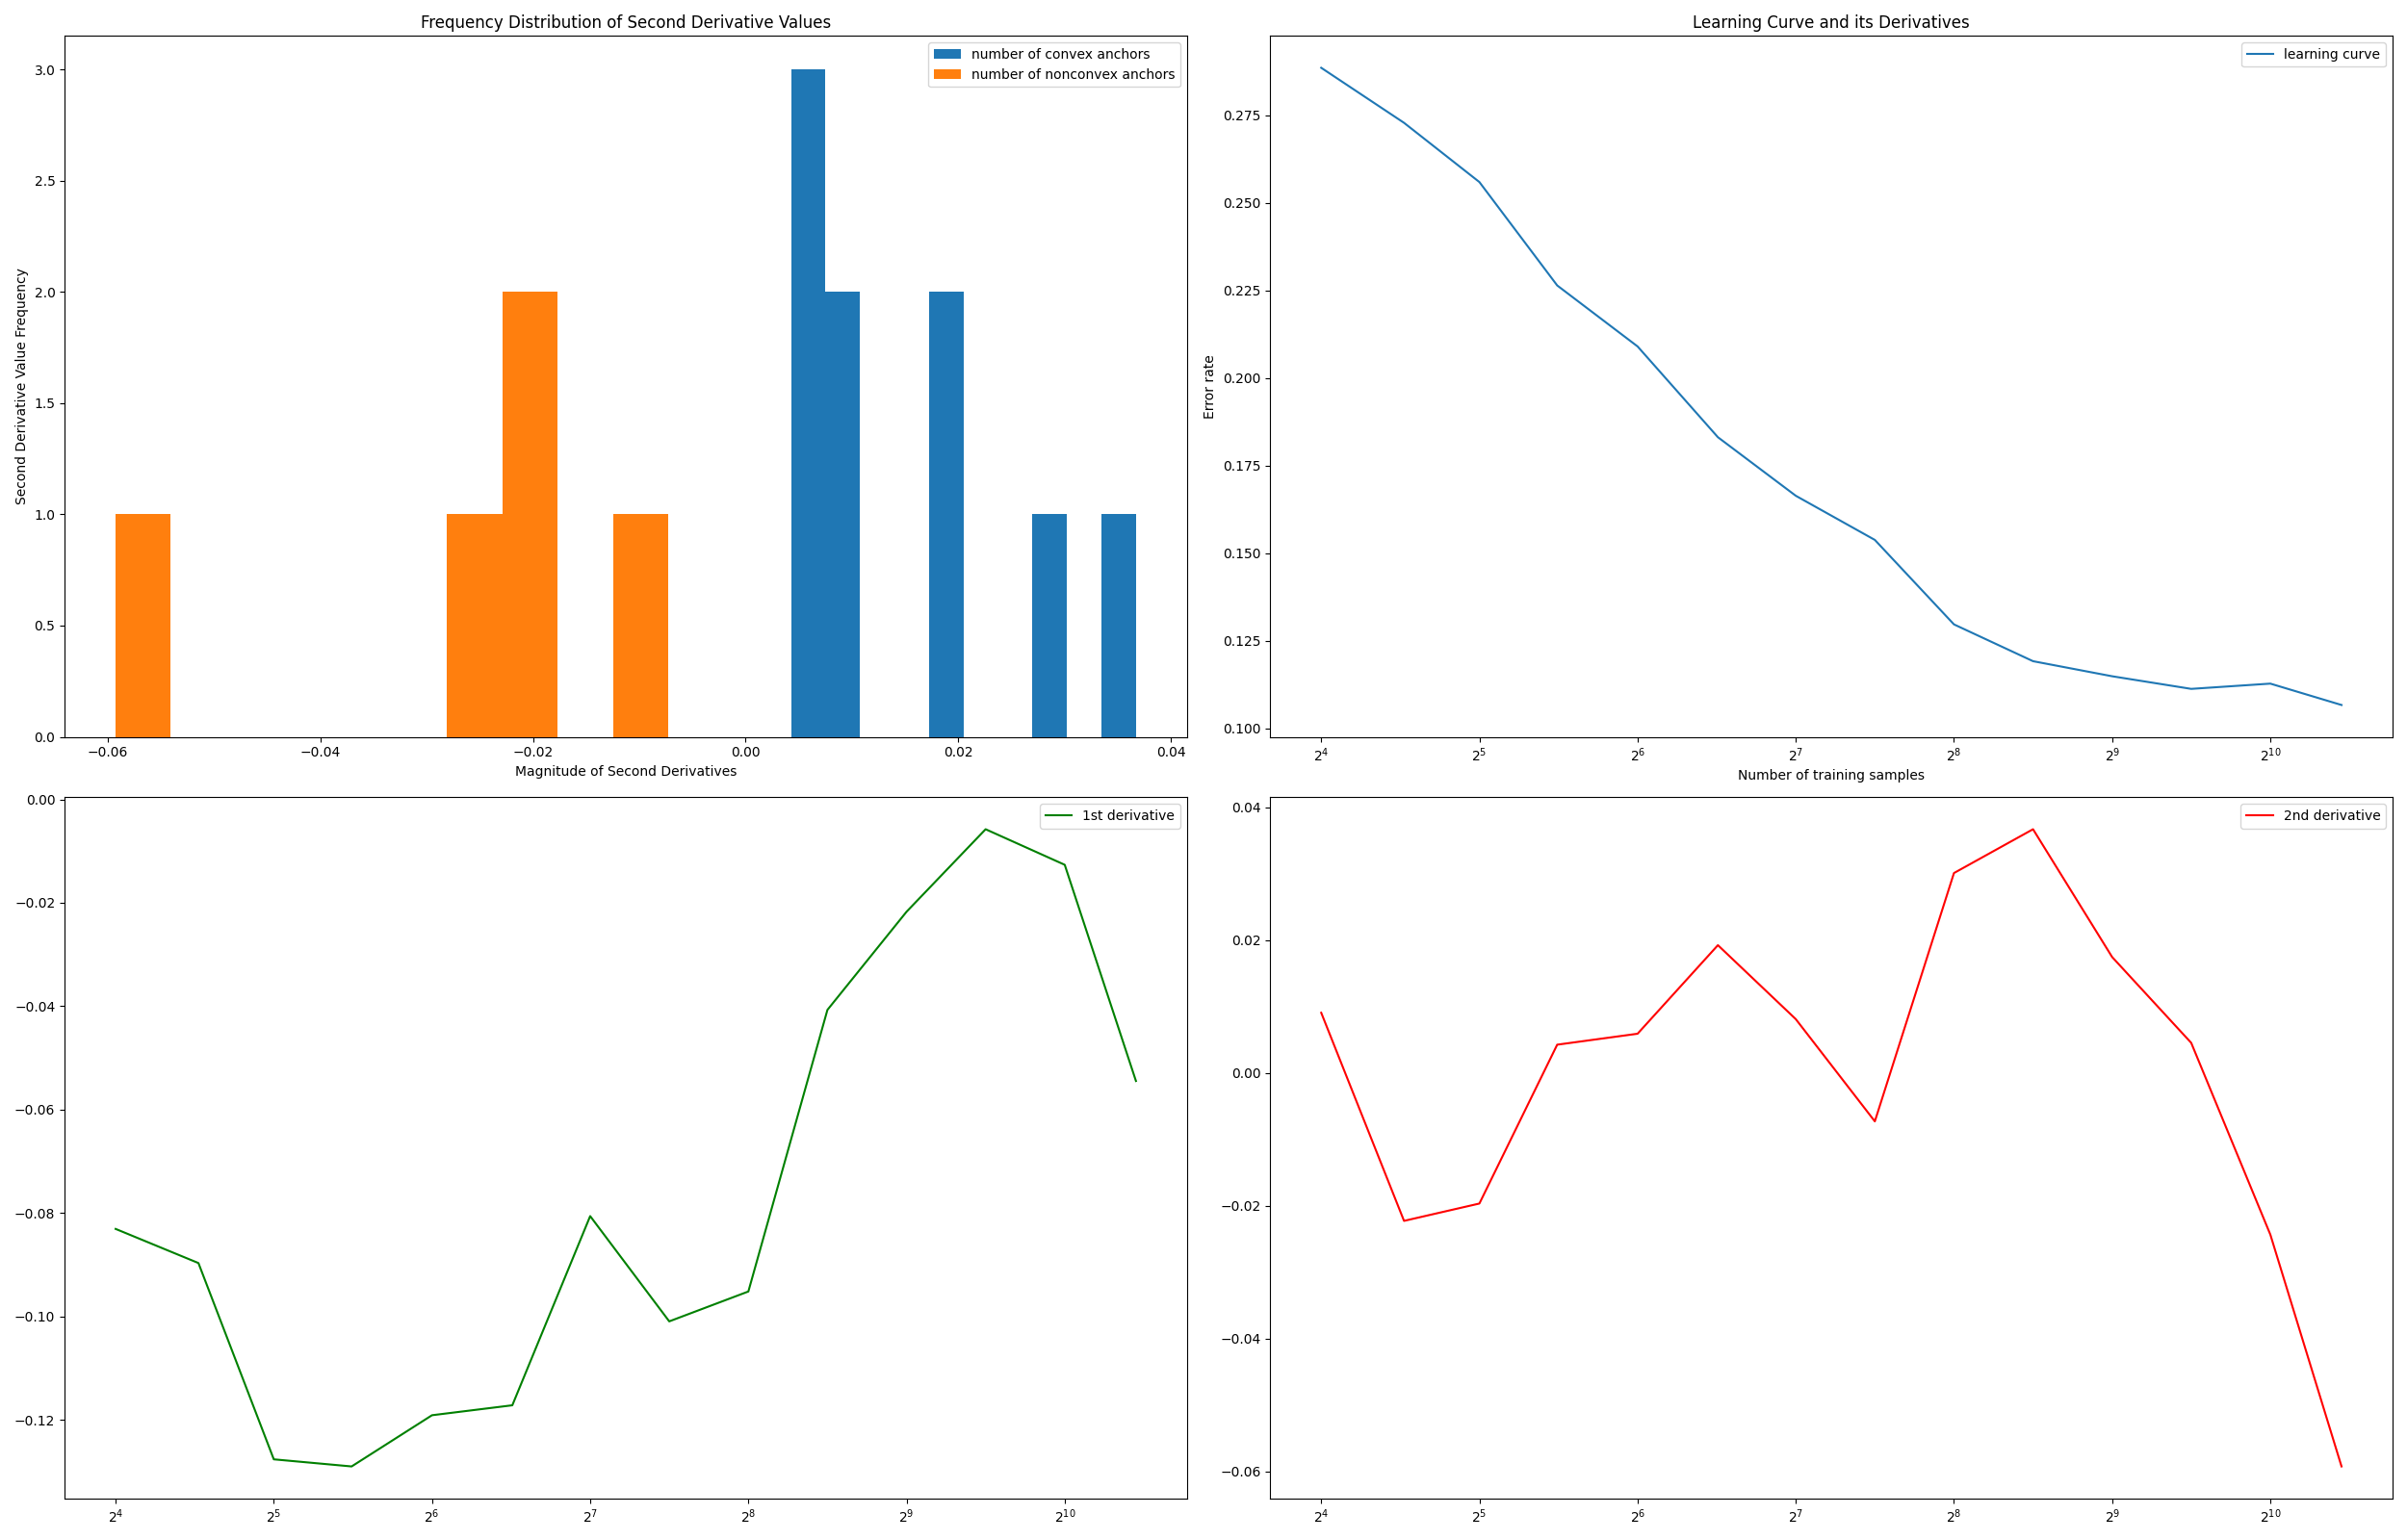 Frequency Distribution of Second Derivative Values
number of convex anchors
number of nonconvex anchors
3.0
2.5
2.0
1.5
1.0
0.5
0.0
Second Derivative Value Frequency
−0.06 −0.04 −0.02 0.00 0.02 0.04
Magnitude of Second Derivatives
Learning Curve and its Derivatives
learning curve
0.275
0.250
0.225
0.200
0.175
0.150
0.125
0.100
Error rate
2⁴ 2⁵ 2⁶ 2⁷ 2⁸ 2⁹ 2¹⁰
Number of training samples
1st derivative
0.00
−0.02
−0.04
−0.06
−0.08
−0.10
−0.12
2⁴ 2⁵ 2⁶ 2⁷ 2⁸ 2⁹ 2¹⁰
2nd derivative
0.04
0.02
0.00
−0.02
−0.04
−0.06
2⁴ 2⁵ 2⁶ 2⁷ 2⁸ 2⁹ 2¹⁰